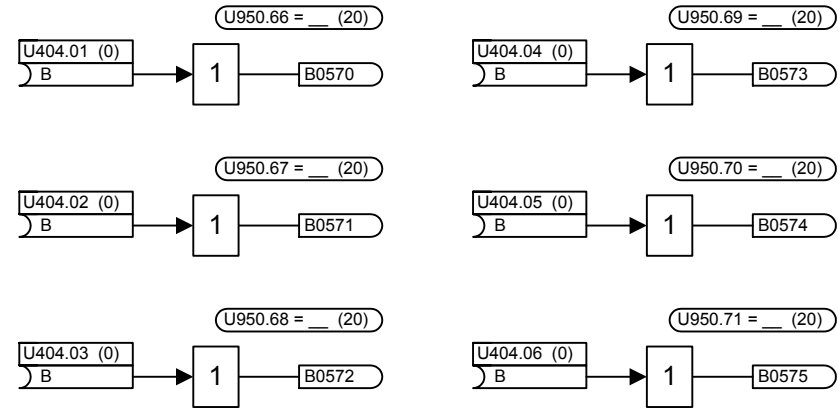 U950.66 = __ (20)
U404.01 (0)
B
1
B0570
U950.67 = __ (20)
U404.02 (0)
B
1
B0571
U950.68 = __ (20)
U404.03 (0)
B
1
B0572
U950.69 = __ (20)
U404.04 (0)
B
1
B0573
U950.70 = __ (20)
U404.05 (0)
B
1
B0574
U950.71 = __ (20)
U404.06 (0)
B
1
B0575